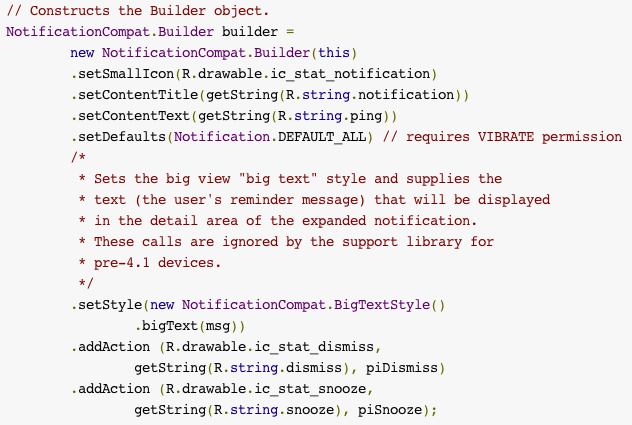 // Constructs the Builder object.
NotificationCompat.Builder builder =
        new NotificationCompat.Builder(this)
        .setSmallIcon(R.drawable.ic_stat_notification)
        .setContentTitle(getString(R.string.notification))
        .setContentText(getString(R.string.ping))
        .setDefaults(Notification.DEFAULT_ALL) // requires VIBRATE permission
        /*
         * Sets the big view "big text" style and supplies the
         * text (the user's reminder message) that will be displayed
         * in the detail area of the expanded notification.
         * These calls are ignored by the support library for
         * pre-4.1 devices.
         */
        .setStyle(new NotificationCompat.BigTextStyle()
                .bigText(msg))
        .addAction (R.drawable.ic_stat_dismiss,
                getString(R.string.dismiss), piDismiss)
        .addAction (R.drawable.ic_stat_snooze,
                getString(R.string.snooze), piSnooze);